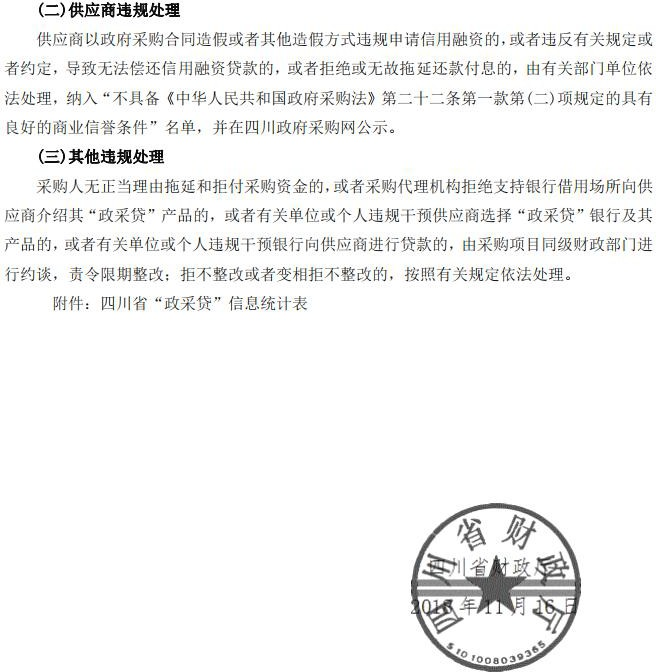 (二)供应商违规处理
供应商以政府采购合同造假或者其他造假方式违规申请信用融资的，或者违反有关规定或
者约定，导致无法偿还信用融资贷款的，或者拒绝或无故拖延还款付息的，由有关部门单位依
法处理，纳入“不具备《中华人民共和国政府采购法》第二十二条第一款第(二)项规定的具有
良好的商业信誉条件”名单，并在四川政府采购网公示。
(三)其他违规处理
采购人无正当理由拖延和拒付采购资金的，或者采购代理机构拒绝支持银行借用场所向供
应商介绍其“政采贷”产品的，或者有关单位或个人违规干预供应商选择“政采贷”银行及其
产品的，或者有关单位或个人违规干预银行向供应商进行贷款的，由采购项目同级财政部门进
行约谈，责令限期整改；拒不整改或者变相拒不整改的，按照有关规定依法处理。
附件：四川省“政采贷”信息统计表
四川省财政厅
四川省财政厅
2018年11月16日
5101008039365